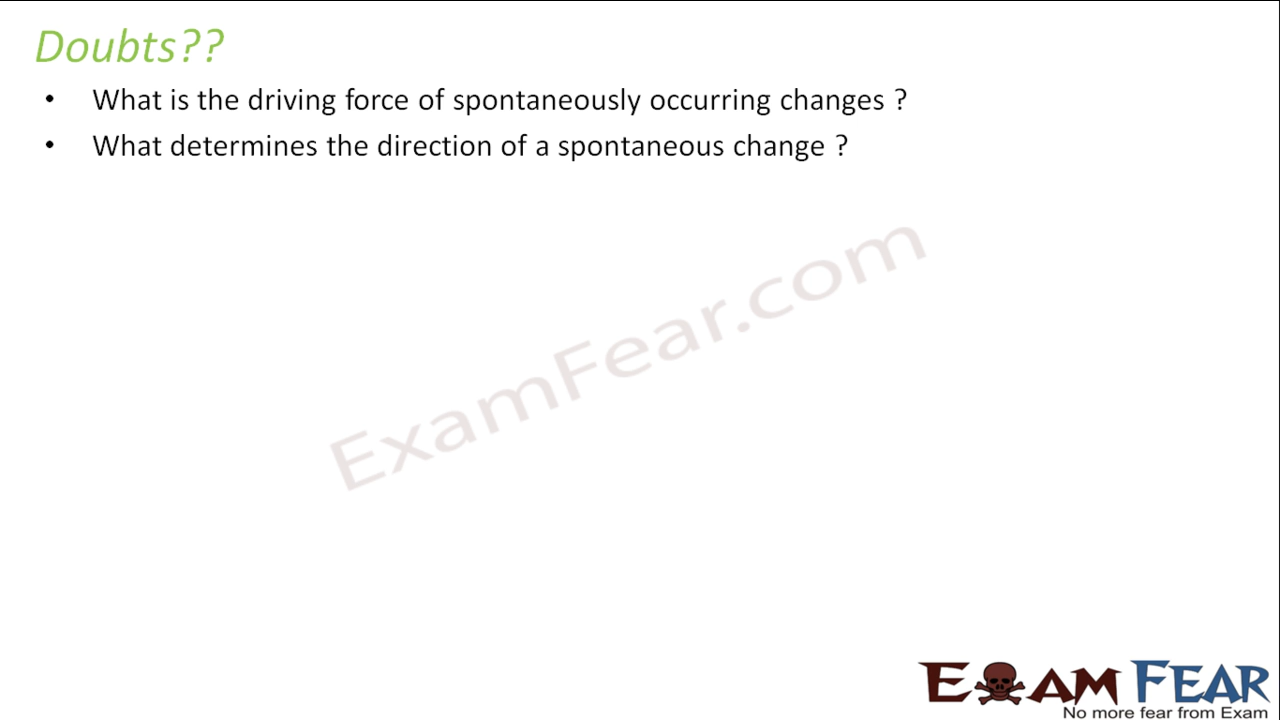 Doubts??
• What is the driving force of spontaneously occurring changes ?
• What determines the direction of a spontaneous change ?
ExamFear.com
EXAM FEAR
No more fear from Exam